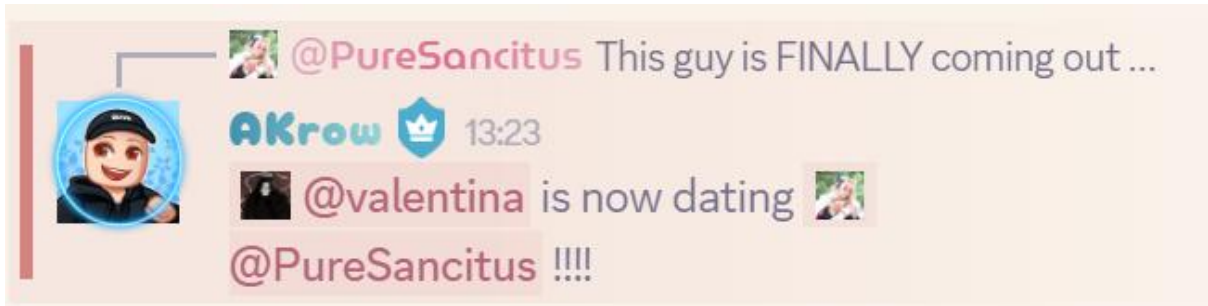 @PureSancitus This guy is FINALLY coming out ...
AKrow 13:23
@valentina is now dating
@PureSancitus !!!!